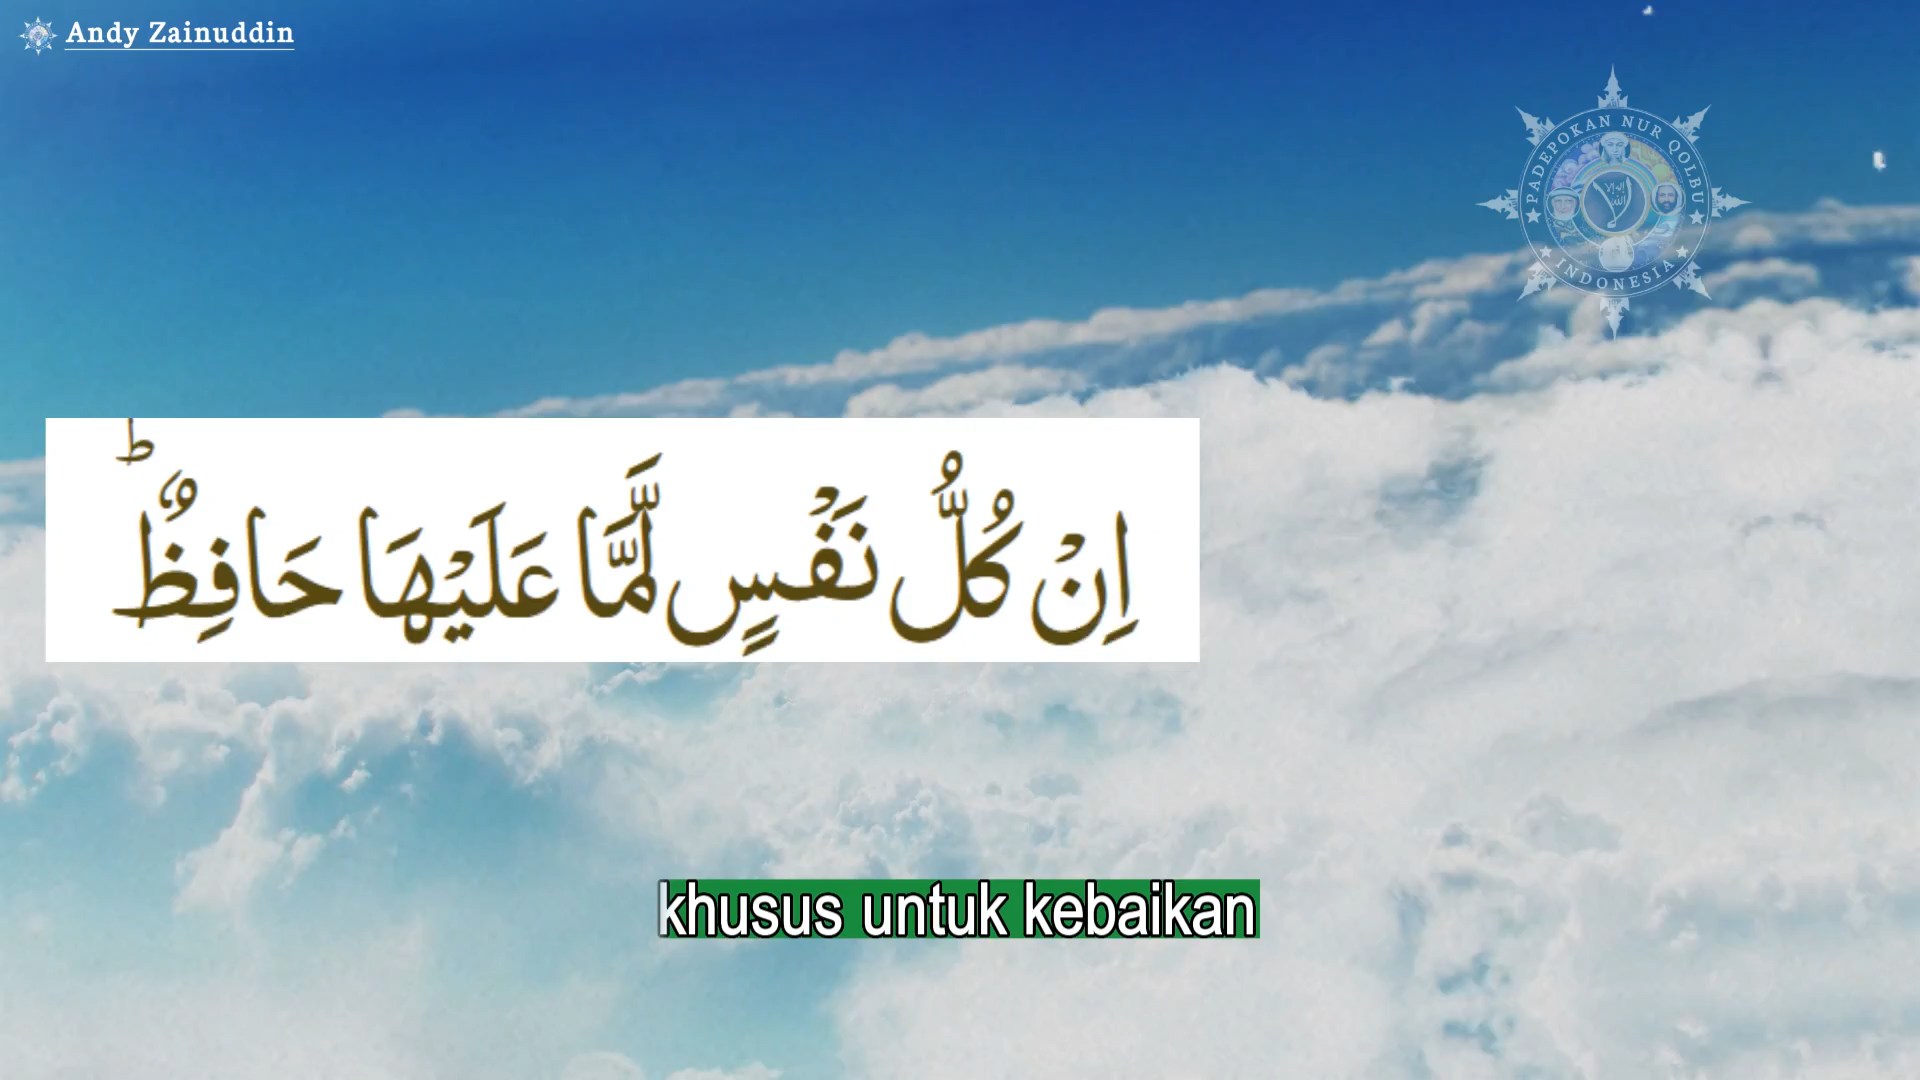 Andy Zainuddin
PADEPOKAN NUR QOLBU
INDONESIA
اِنْ كُلُّ نَفْسٍ لَّمَّا عَلَيْهَا حَافِظٌۗ
khusus untuk kebaikan